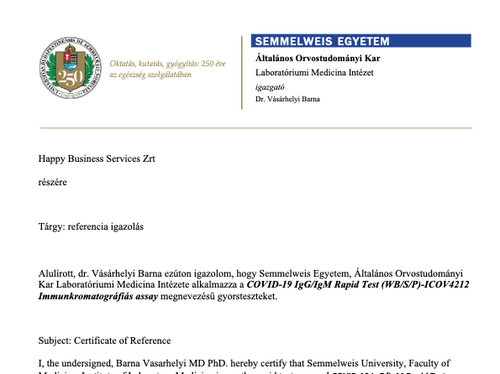 SEMMELWEIS EGYETEM
Oktatás, kutatás, gyógyítás: 250 éve
az egészség szolgálatában
Általános Orvostudományi Kar
Laboratóriumi Medicina Intézet
igazgató
Dr. Vásárhelyi Barna
250
Happy Business Services Zrt
részére
Tárgy: referencia igazolás
Alulírott, dr. Vásárhelyi Barna ezúton igazolom, hogy Semmelweis Egyetem, Általános Orvostudományi
Kar Laboratóriumi Medicina Intézete alkalmazza a COVID-19 IgG/IgM Rapid Test (WB/S/P)-ICOV4212
Immunkromatográfiás assay megnevezésű gyorsteszteket.
Subject: Certificate of Reference
I, the undersigned, Barna Vasarhelyi MD PhD. hereby certify that Semmelweis University, Faculty of